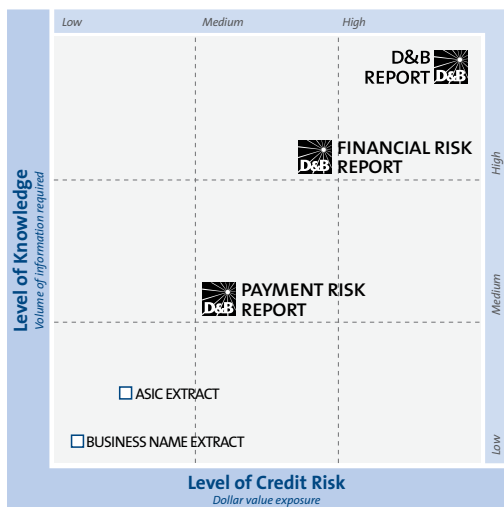 Low
Medium
High
D&B
REPORT
D&B
D&B
FINANCIAL RISK
REPORT
High
Level of Knowledge
Volume of information required
D&B
PAYMENT RISK
REPORT
Medium
ASIC EXTRACT
BUSINESS NAME EXTRACT
Low
Level of Credit Risk
Dollar value exposure